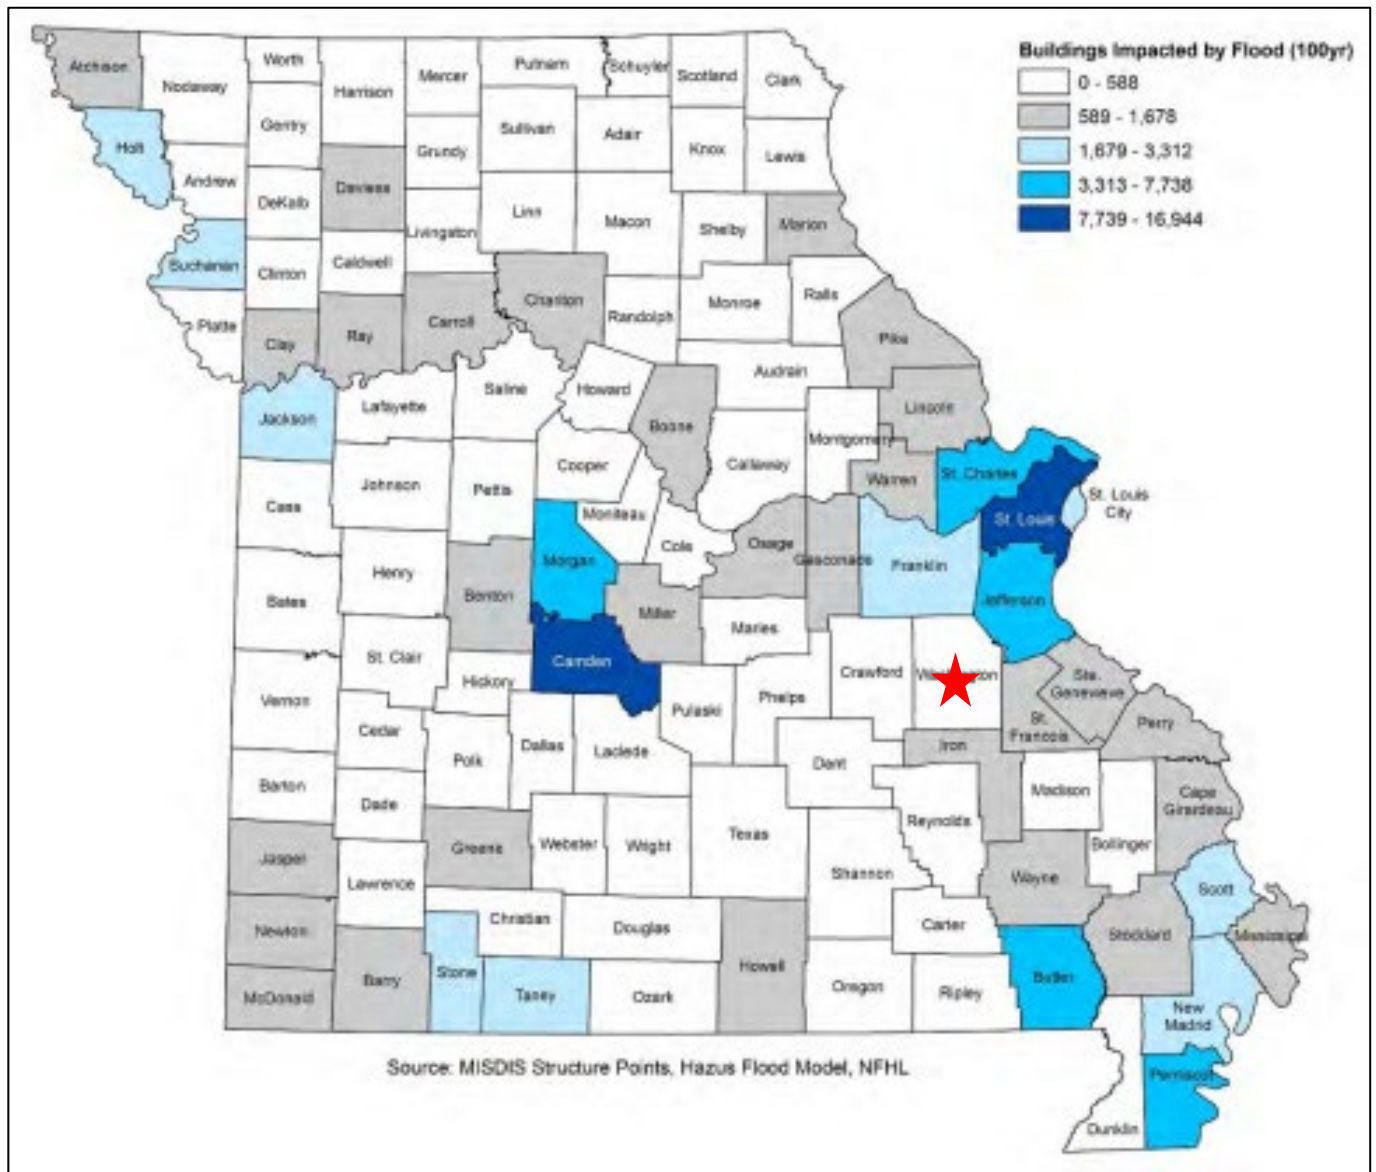 Buildings Impacted by Flood (100yr)
0 - 588
589 - 1,678
1,679 - 3,312
3,313 - 7,738
7,739 - 16,944
Atchison
Nodaway
Worth
Harrison
Mercer
Putnam
Schuyler
Scotland
Clark
Holt
Gentry
Sullivan
Adair
Knox
Lewis
Andrew
DeKalb
Daviess
Grundy
Linn
Macon
Shelby
Marion
Buchanan
Clinton
Caldwell
Livingston
Chariton
Randolph
Monroe
Ralls
Platte
Clay
Ray
Carroll
Pike
Jackson
Lafayette
Saline
Howard
Boone
Audrain
Lincoln
Cass
Johnson
Pettis
Cooper
Callaway
Montgomery
Warren
St. Charles
St. Louis
St. Louis
City
Moniteau
Cole
Osage
Gasconade
Franklin
Jefferson
Bates
Henry
Benton
Morgan
Miller
Maries
Vernon
St. Clair
Hickory
Camden
Pulaski
Phelps
Crawford
Ste.
Genevieve
St.
Francois
Perry
Cedar
Polk
Dallas
Laclede
Dent
Iron
Madison
Cape
Girardeau
Barton
Dade
Greene
Webster
Wright
Texas
Reynolds
Bollinger
Jasper
Lawrence
Shannon
Wayne
Scott
Newton
Christian
Douglas
Howell
Carter
Stoddard
Mississippi
McDonald
Barry
Stone
Taney
Ozark
Oregon
Ripley
Butler
New
Madrid
Pemiscot
Dunklin
Source: MISDIS Structure Points, Hazus Flood Model, NFHL